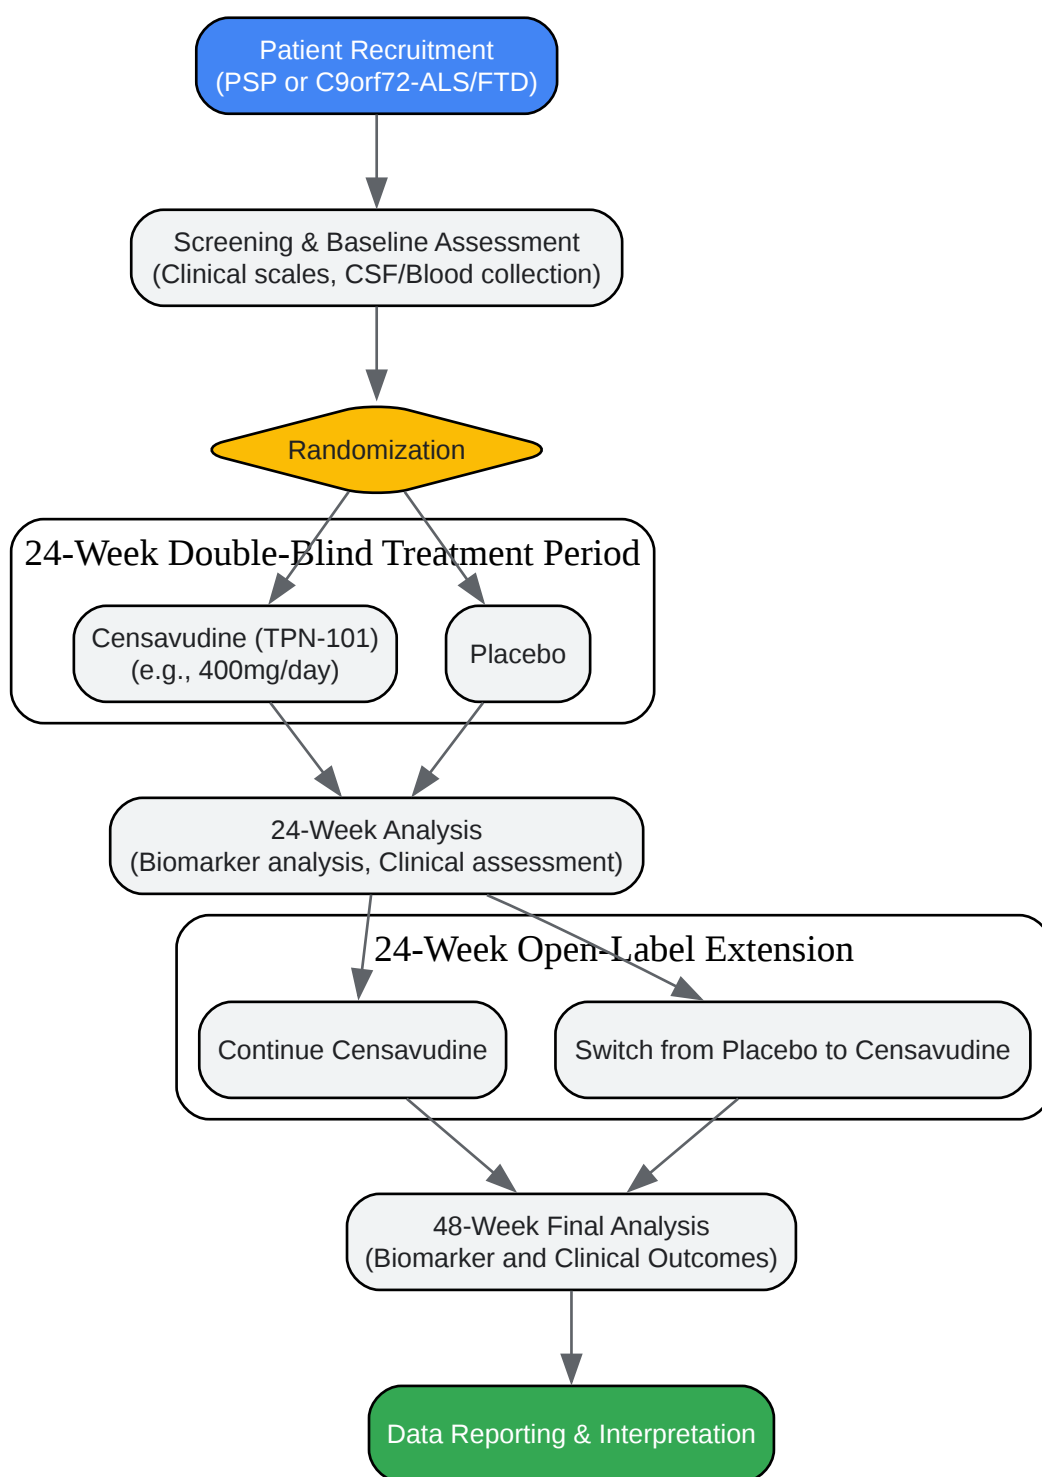 Patient Recruitment
(PSP or C9orf72-ALS/FTD)
Screening & Baseline Assessment
(Clinical scales, CSF/Blood collection)
Randomization
24-Week Double-Blind Treatment Period
Censavudine (TPN-101)
(e.g., 400mg/day)
Placebo
24-Week Analysis
(Biomarker analysis, Clinical assessment)
24-Week Open-Label Extension
Continue Censavudine
Switch from Placebo to Censavudine
48-Week Final Analysis
(Biomarker and Clinical Outcomes)
Data Reporting & Interpretation